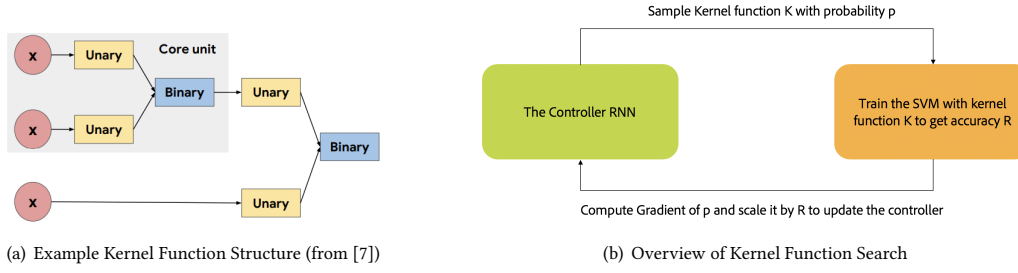 x
Unary
Core unit
Binary
Unary
x
Unary
Binary
x
Unary
(a) Example Kernel Function Structure (from [7])
Sample Kernel function K with probability p
The Controller RNN
Train the SVM with kernel
function K to get accuracy R
Compute Gradient of p and scale it by R to update the controller
(b) Overview of Kernel Function Search